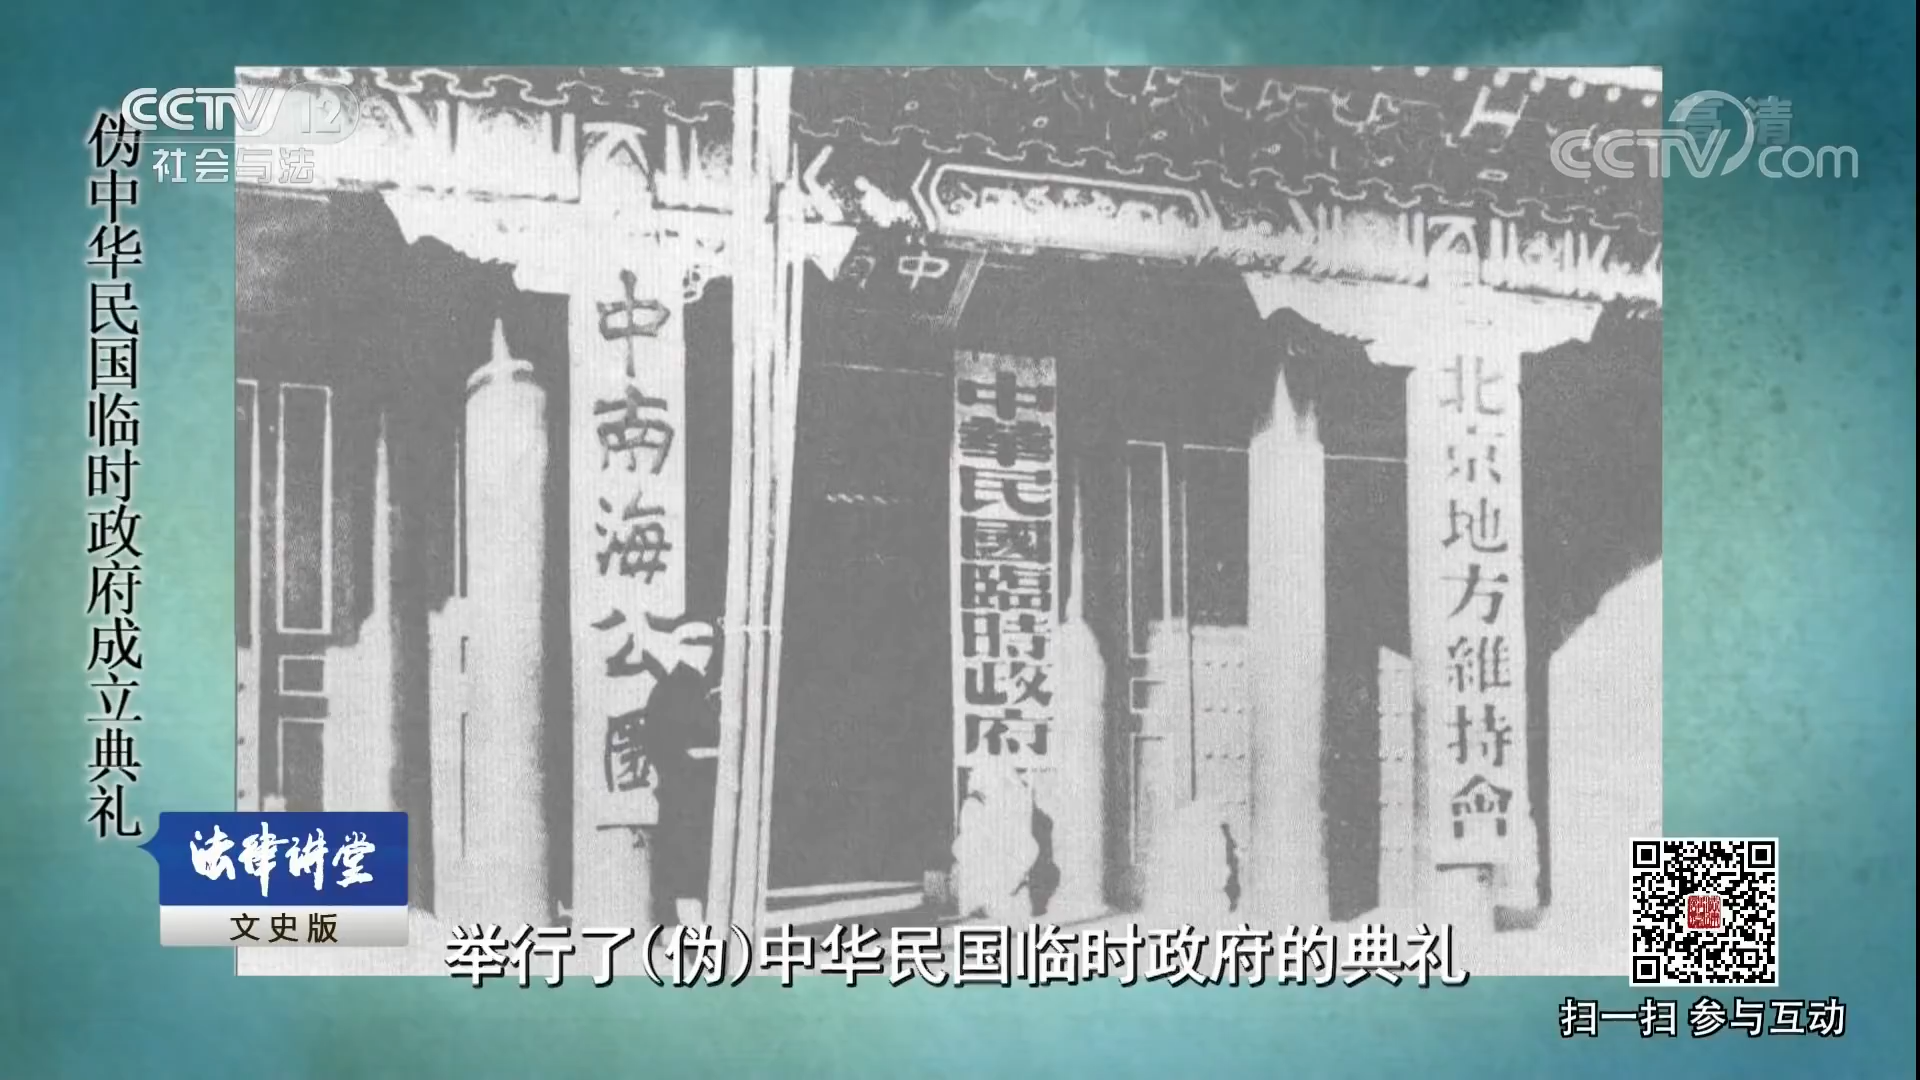 CCTV 12
社会与法
高清
CCTV.com
伪中华民国临时政府成立典礼
中
中南海公園
中華民國臨時政府
北京地方維持會
法律讲堂
文史版
举行了(伪)中华民国临时政府的典礼
扫一扫 参与互动